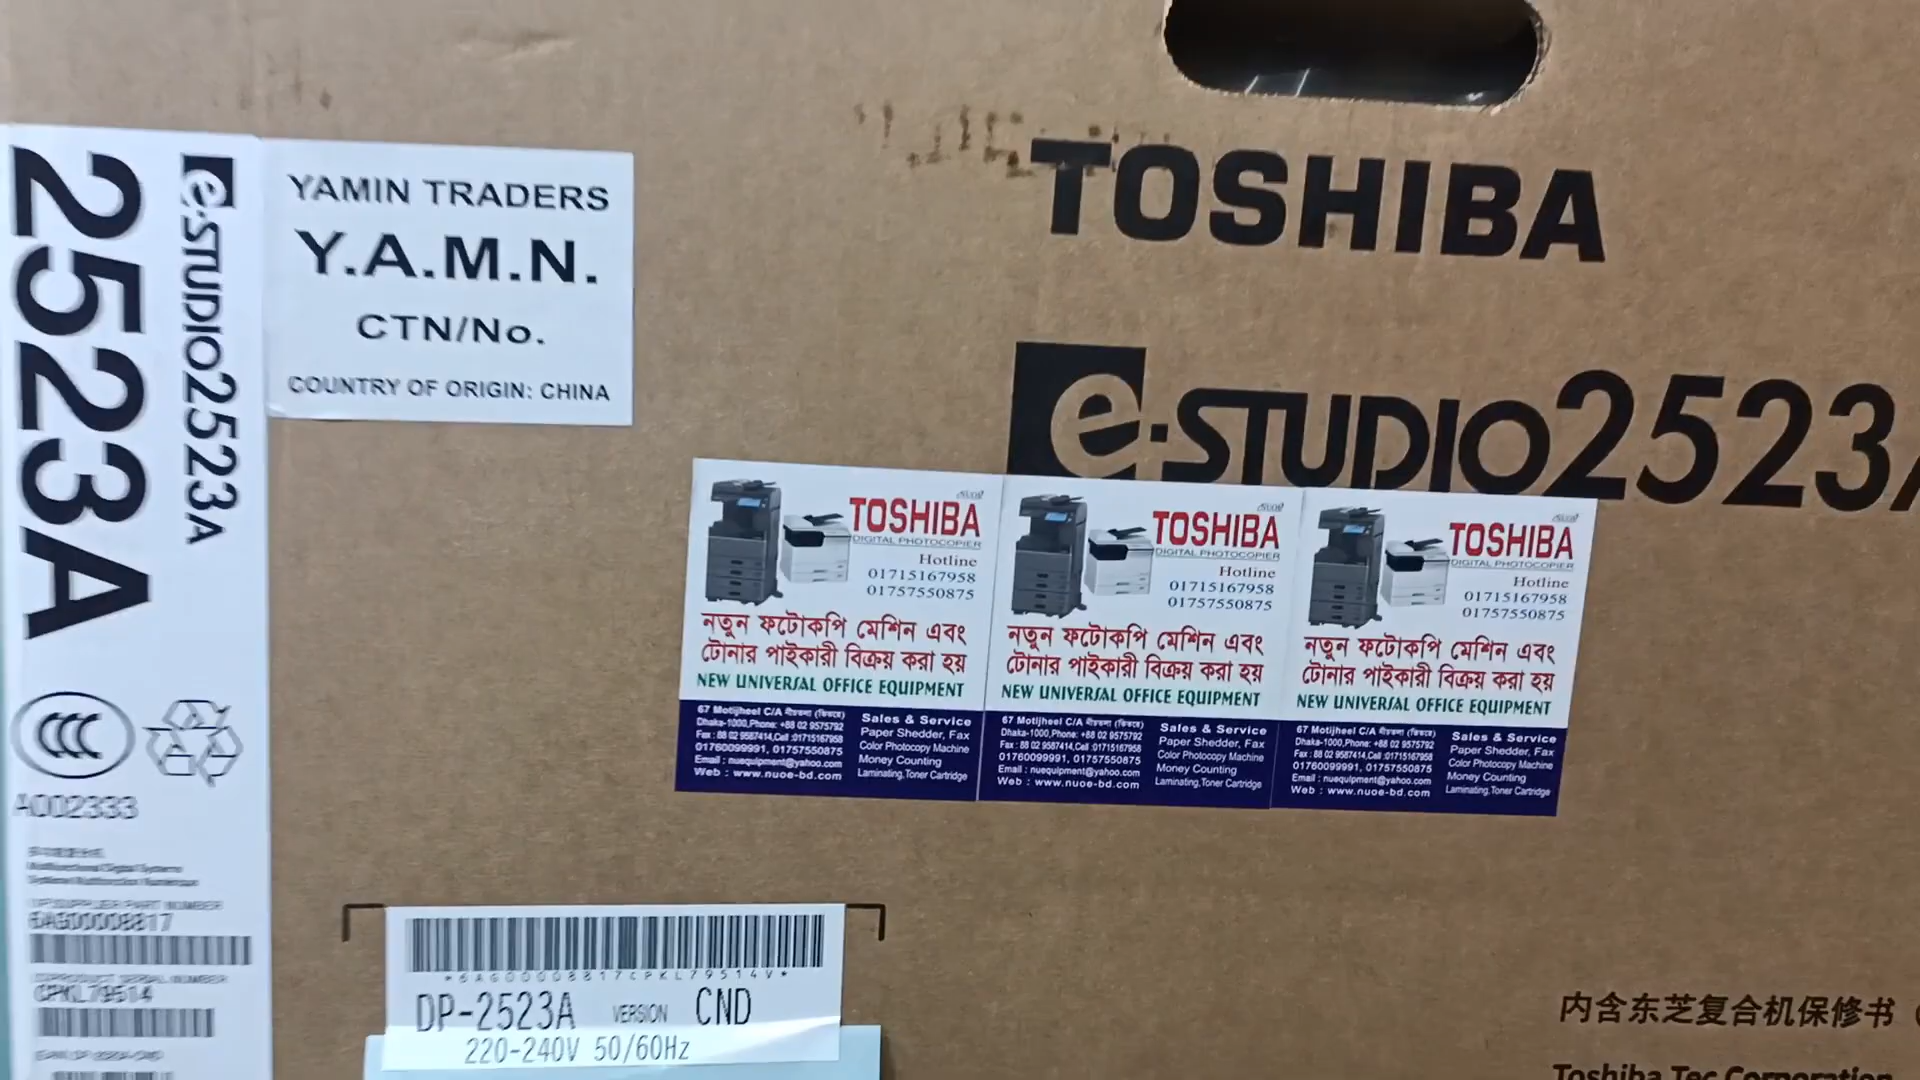 2523A
e-STUDIO2523A
A002333
Multifunctional Digital Systems
6AG00008817
CPKL79514
YAMIN TRADERS
Y.A.M.N.
CTN/No.
COUNTRY OF ORIGIN: CHINA
TOSHIBA
e-STUDIO2523A
TOSHIBA
DIGITAL PHOTOCOPIER
Hotline
01715167958
01757550875
নতুন ফটোকপি মেশিন এবং
টোনার পাইকারী বিক্রয় করা হয়
NEW UNIVERSAL OFFICE EQUIPMENT
67 Motijheel C/A নীচতলা (ভিতরে)
Dhaka-1000,Phone: +88 02 9575792
Fax : 88 02 9587414,Cell :01715167958
01760099991, 01757550875
Email : nuequipment@yahoo.com
Web : www.nuoe-bd.com
Sales & Service
Paper Shedder, Fax
Color Photocopy Machine
Money Counting
Laminating,Toner Cartridge
TOSHIBA
DIGITAL PHOTOCOPIER
Hotline
01715167958
01757550875
নতুন ফটোকপি মেশিন এবং
টোনার পাইকারী বিক্রয় করা হয়
NEW UNIVERSAL OFFICE EQUIPMENT
67 Motijheel C/A নীচতলা (ভিতরে)
Dhaka-1000,Phone: +88 02 9575792
Fax : 88 02 9587414,Cell :01715167958
01760099991, 01757550875
Email : nuequipment@yahoo.com
Web : www.nuoe-bd.com
Sales & Service
Paper Shedder, Fax
Color Photocopy Machine
Money Counting
Laminating,Toner Cartridge
TOSHIBA
DIGITAL PHOTOCOPIER
Hotline
01715167958
01757550875
নতুন ফটোকপি মেশিন এবং
টোনার পাইকারী বিক্রয় করা হয়
NEW UNIVERSAL OFFICE EQUIPMENT
67 Motijheel C/A নীচতলা (ভিতরে)
Dhaka-1000,Phone: +88 02 9575792
Fax : 88 02 9587414,Cell :01715167958
01760099991, 01757550875
Email : nuequipment@yahoo.com
Web : www.nuoe-bd.com
Sales & Service
Paper Shedder, Fax
Color Photocopy Machine
Money Counting
Laminating,Toner Cartridge
*6AG00008817CPKL79514V*
DP-2523A VERSION CND
220-240V 50/60Hz
内含东芝复合机保修书
Toshiba Tec Corporation